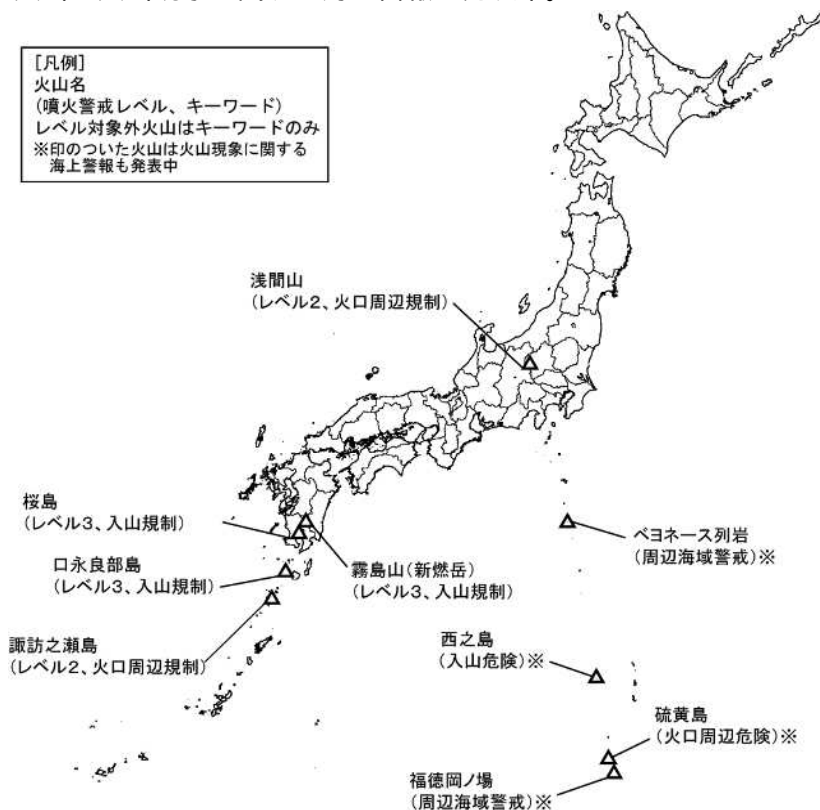 [凡例]
火山名
(噴火警戒レベル、キーワード)
レベル対象外火山はキーワードのみ
※印のついた火山は火山現象に関する
海上警報も発表中
浅間山
(レベル2、火口周辺規制)
桜島
(レベル3、入山規制)
口永良部島
(レベル3、入山規制)
諏訪之瀬島
(レベル2、火口周辺規制)
霧島山(新燃岳)
(レベル3、入山規制)
ベヨネース列岩
(周辺海域警戒)※
西之島
(入山危険)※
硫黄島
(火口周辺危険)※
福徳岡ノ場
(周辺海域警戒)※